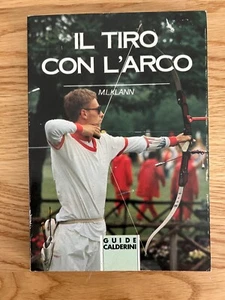 IL TIRO
CON L'ARCO
M.L.KLANN
GUIDE
CALDERINI